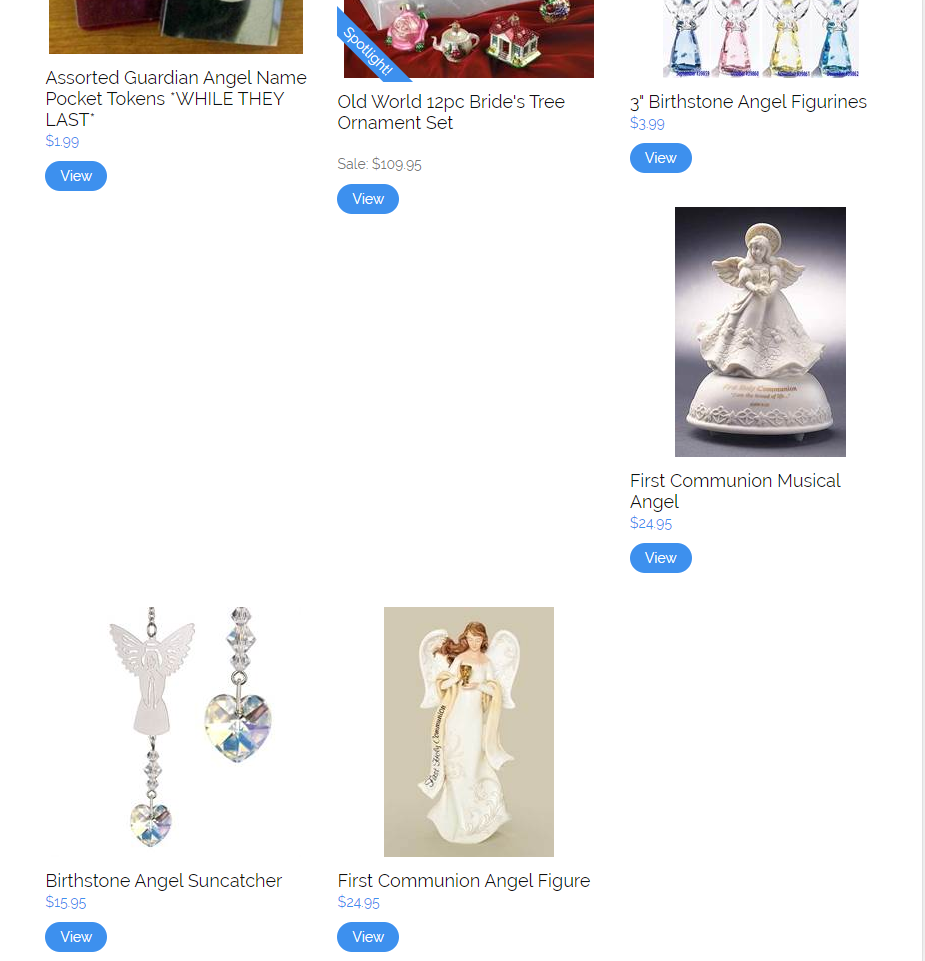 Spotlight!
Assorted Guardian Angel Name
Pocket Tokens *WHILE THEY
LAST*
$1.99
View
Old World 12pc Bride's Tree
Ornament Set
Sale: $109.95
View
3" Birthstone Angel Figurines
$3.99
View
First Holy Communion
First Communion Musical
Angel
$24.95
View
First Holy Communion
Birthstone Angel Suncatcher
$15.95
View
First Communion Angel Figure
$24.95
View